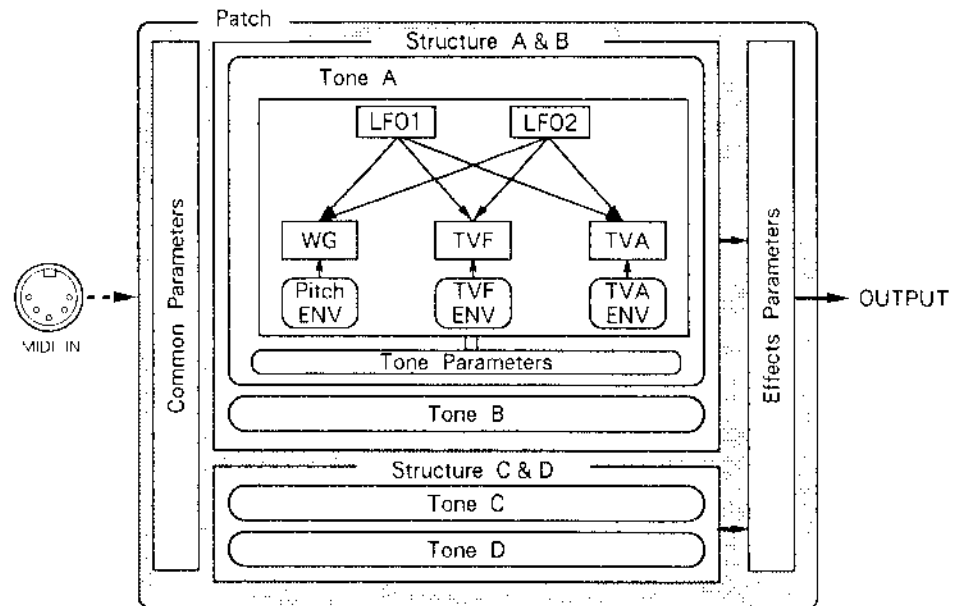 Patch
Structure A & B
Tone A
LFO1
LFO2
WG
TVF
TVA
Pitch
ENV
TVF
ENV
TVA
ENV
Tone Parameters
Tone B
Structure C & D
Tone C
Tone D
Common Parameters
Effects Parameters
MIDI IN
OUTPUT